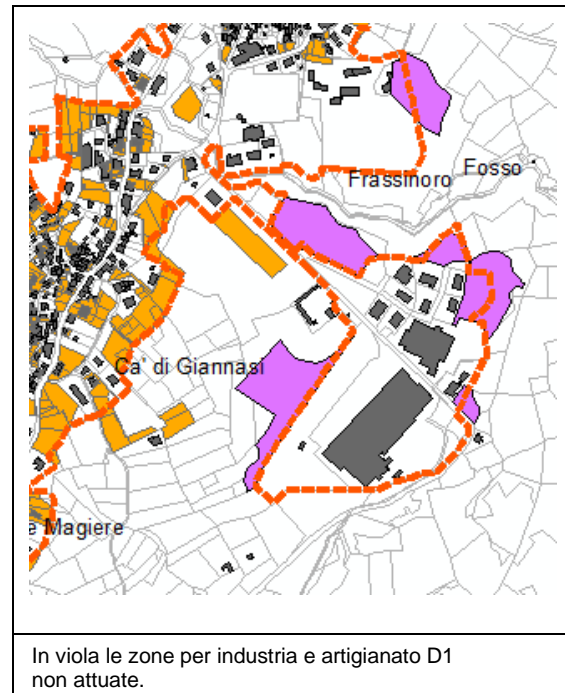 Frassinoro Fosso
Ca' di Giannasi
e Magiere
In viola le zone per industria e artigianato D1
non attuate.